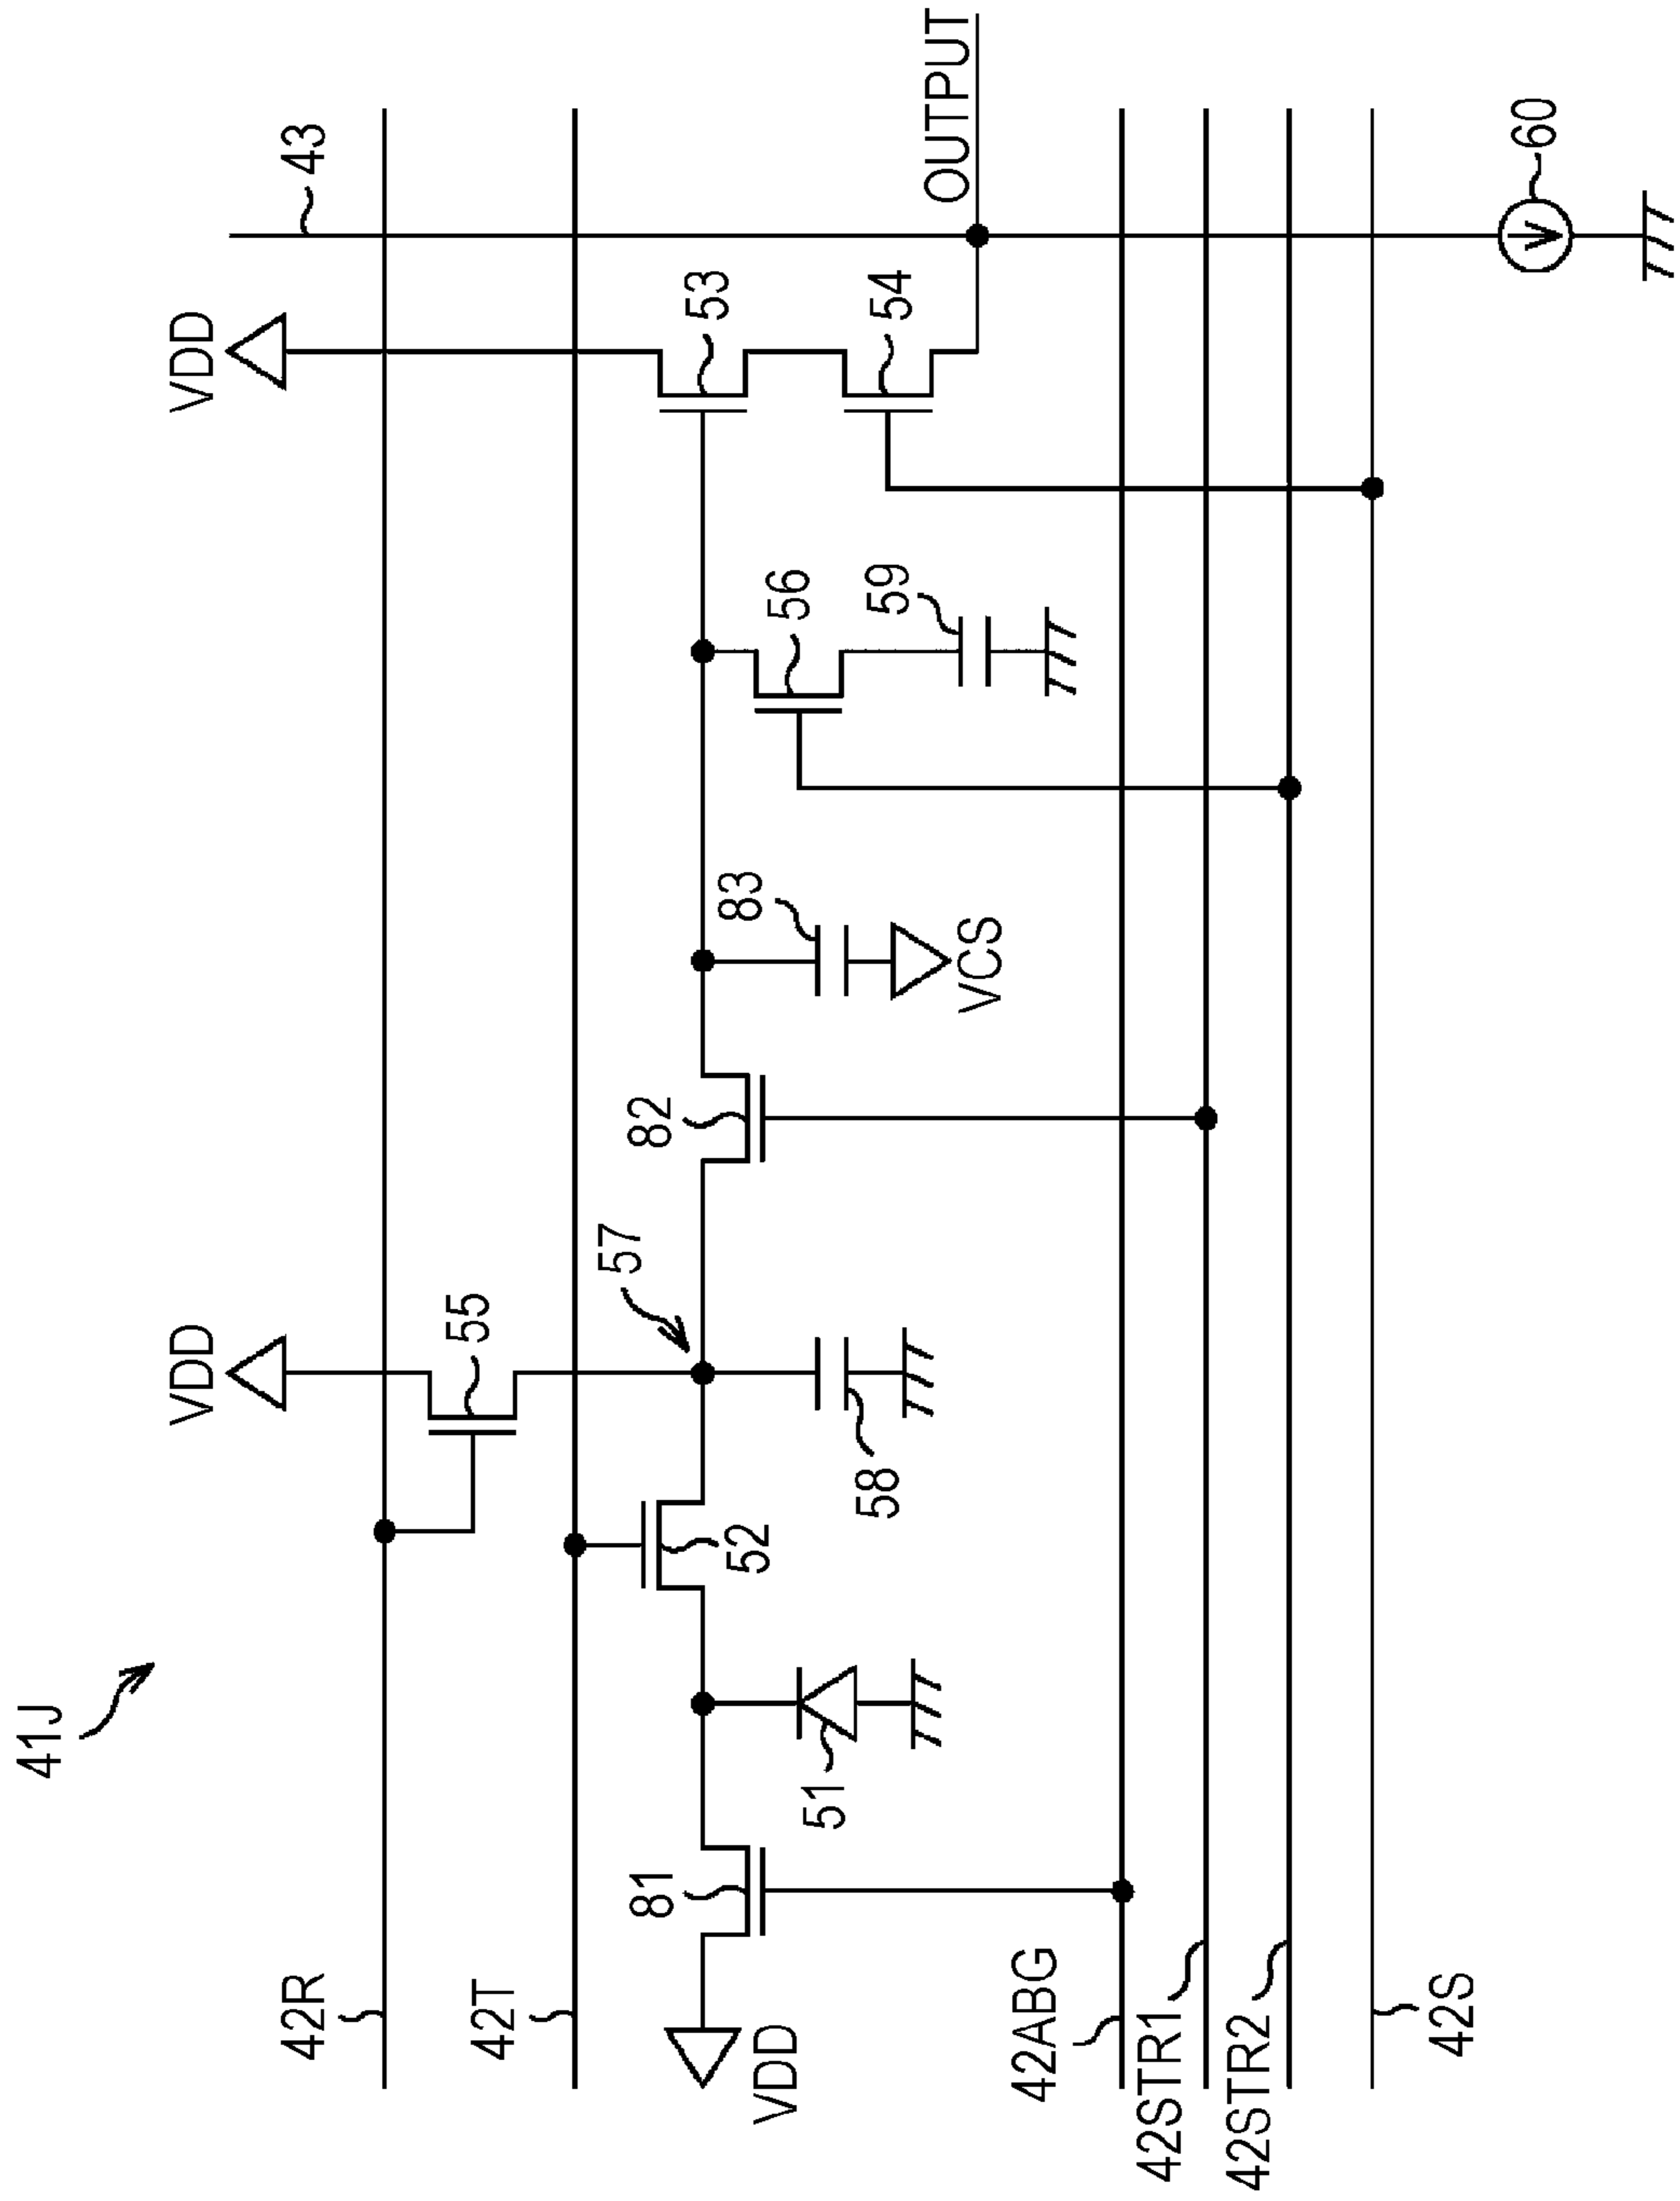 41J
42R
42T
VDD
VDD
VDD
43
55
57
52
51
81
58
82
83
VCS
56
59
53
54
OUTPUT
60
42ABG
42STR1
42STR2
42S